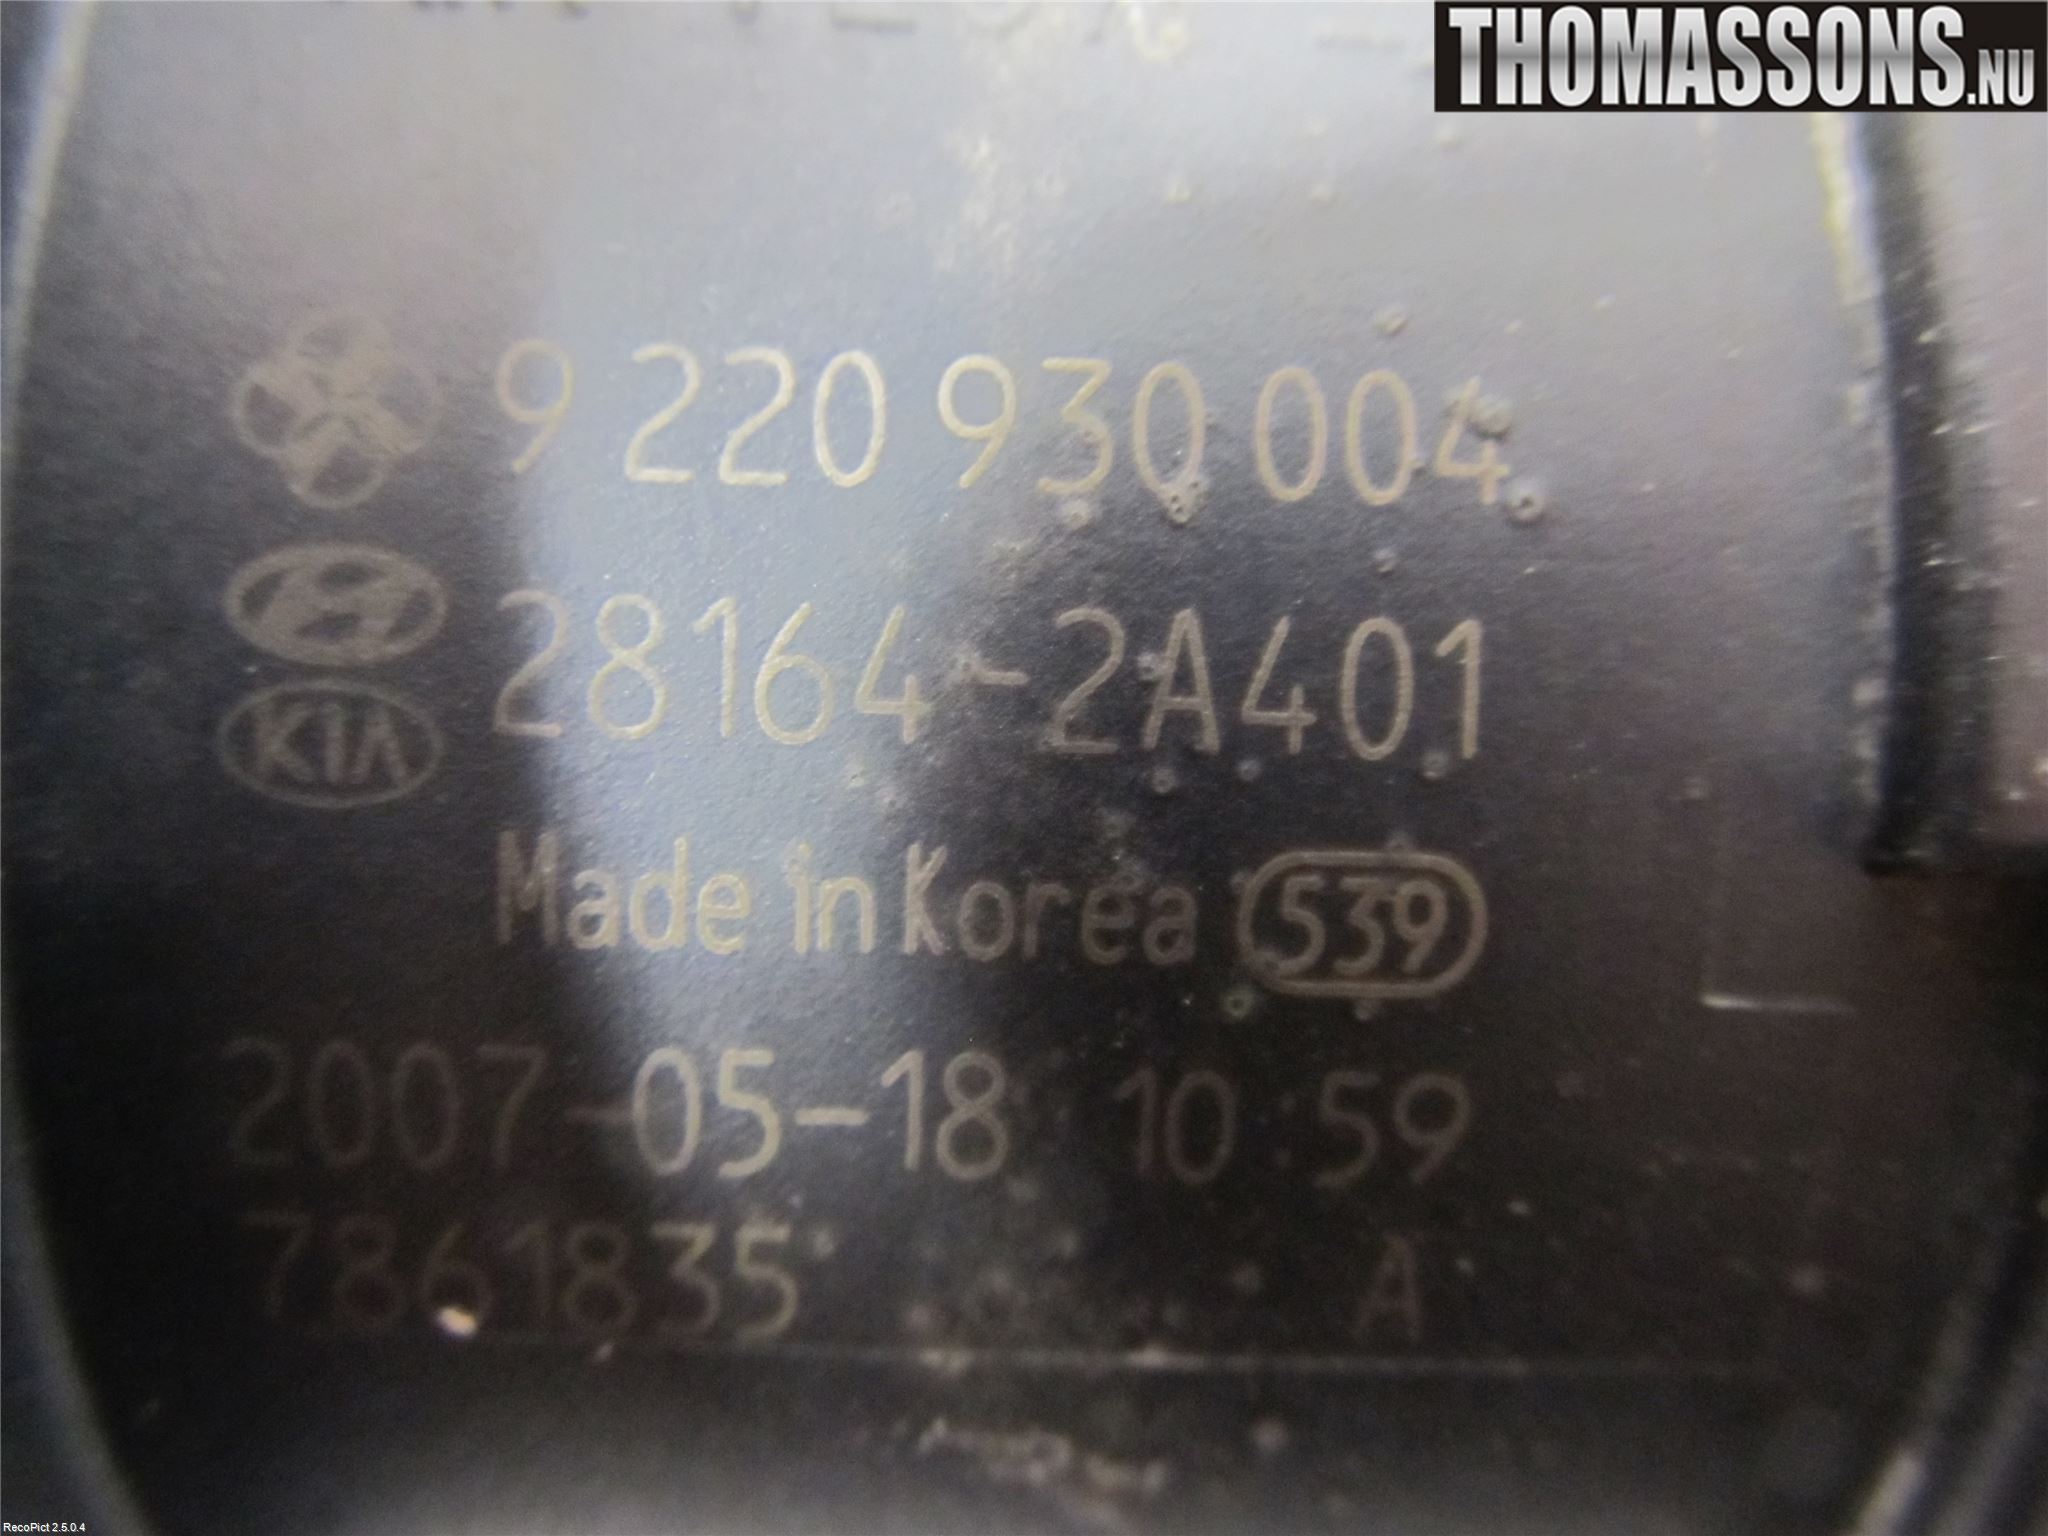 THOMASSONS.NU
9 220 930 004
28164-2A401
KIA
Made in Korea 539
2007-05-18 10:59
7861835 A
RecoPict 2.5.0.4